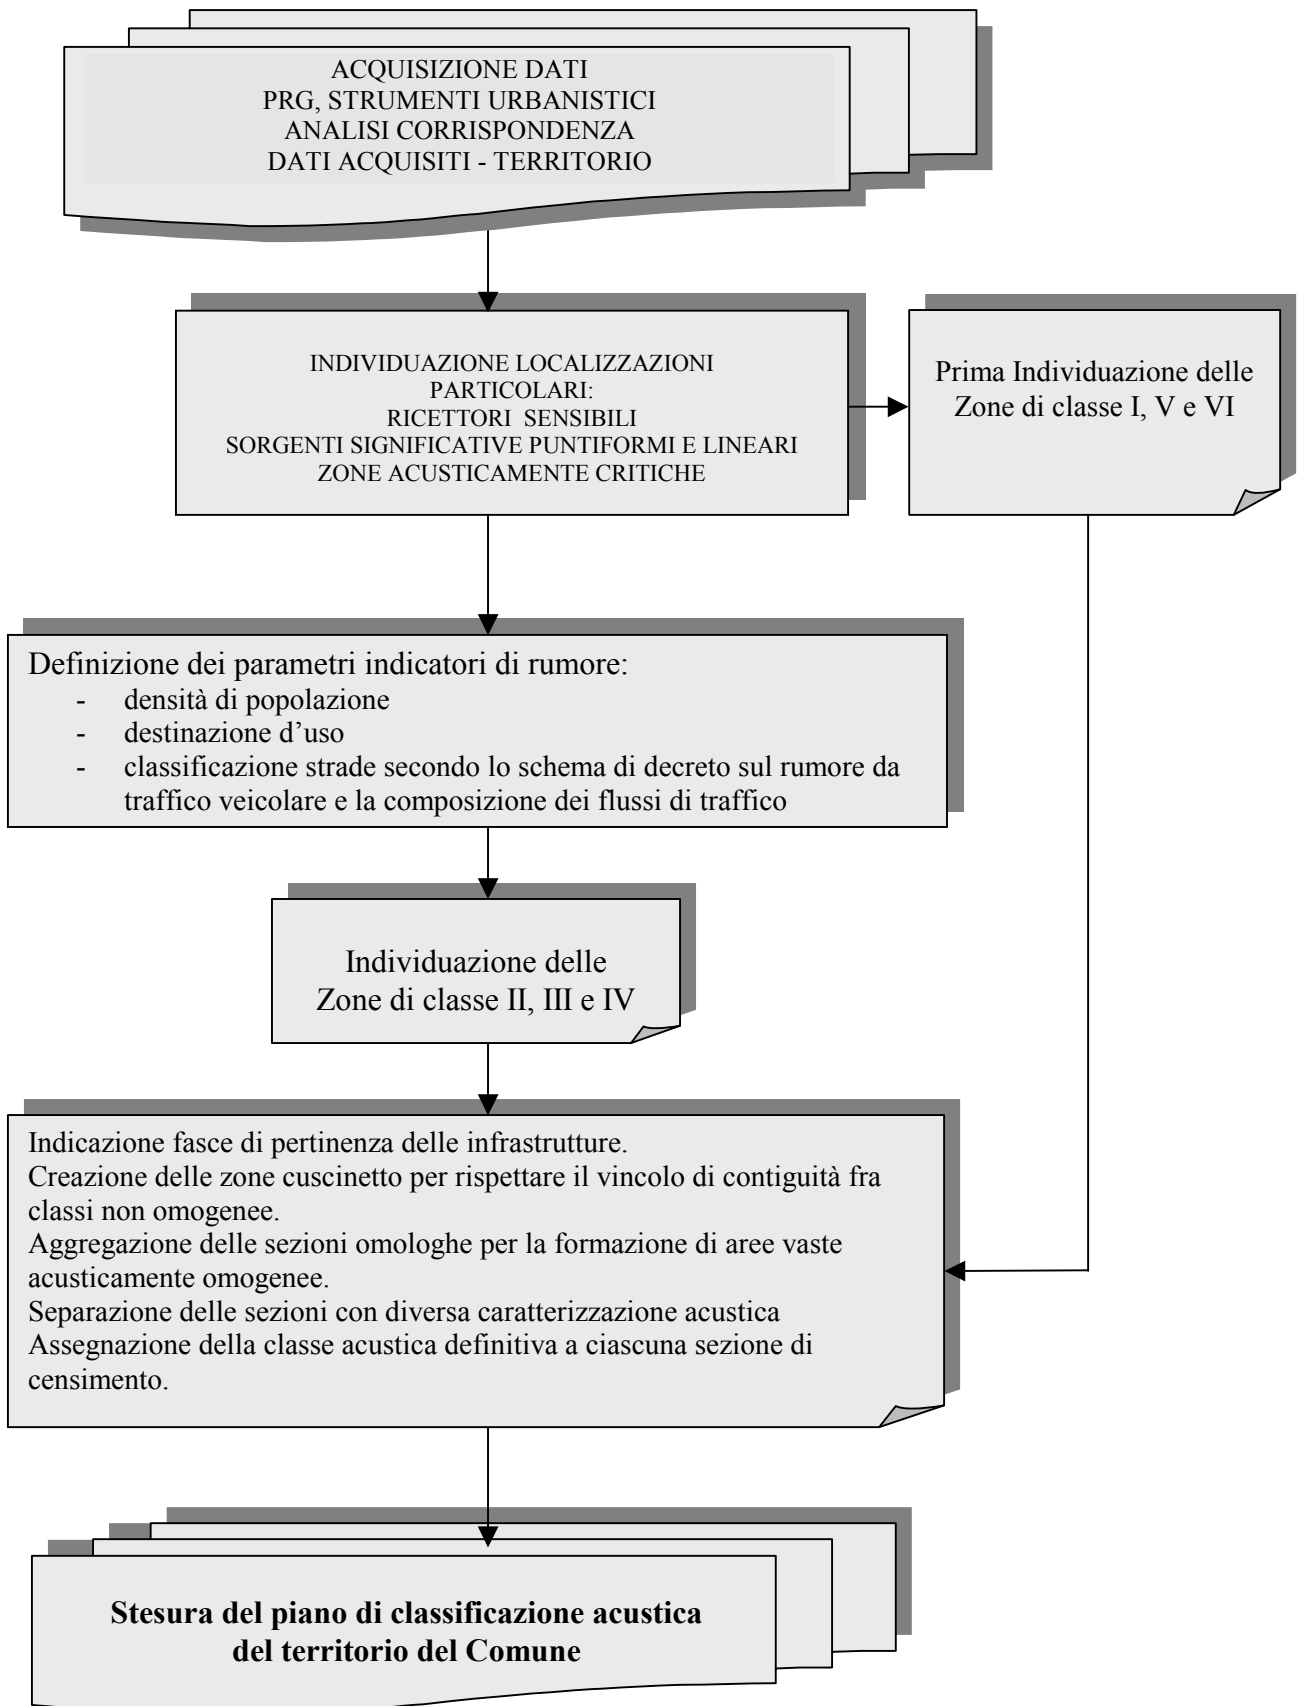 ACQUISIZIONE DATI
PRG, STRUMENTI URBANISTICI
ANALISI CORRISPONDENZA
DATI ACQUISITI - TERRITORIO
INDIVIDUAZIONE LOCALIZZAZIONI
PARTICOLARI:
RICETTORI  SENSIBILI
SORGENTI SIGNIFICATIVE PUNTIFORMI E LINEARI
ZONE ACUSTICAMENTE CRITICHE
Prima Individuazione delle
Zone di classe I, V e VI
Definizione dei parametri indicatori di rumore:
- densità di popolazione
- destinazione d’uso
- classificazione strade secondo lo schema di decreto sul rumore da
traffico veicolare e la composizione dei flussi di traffico
Individuazione delle
Zone di classe II, III e IV
Indicazione fasce di pertinenza delle infrastrutture.
Creazione delle zone cuscinetto per rispettare il vincolo di contiguità fra
classi non omogenee.
Aggregazione delle sezioni omologhe per la formazione di aree vaste
acusticamente omogenee.
Separazione delle sezioni con diversa caratterizzazione acustica
Assegnazione della classe acustica definitiva a ciascuna sezione di
censimento.
Stesura del piano di classificazione acustica
del territorio del Comune